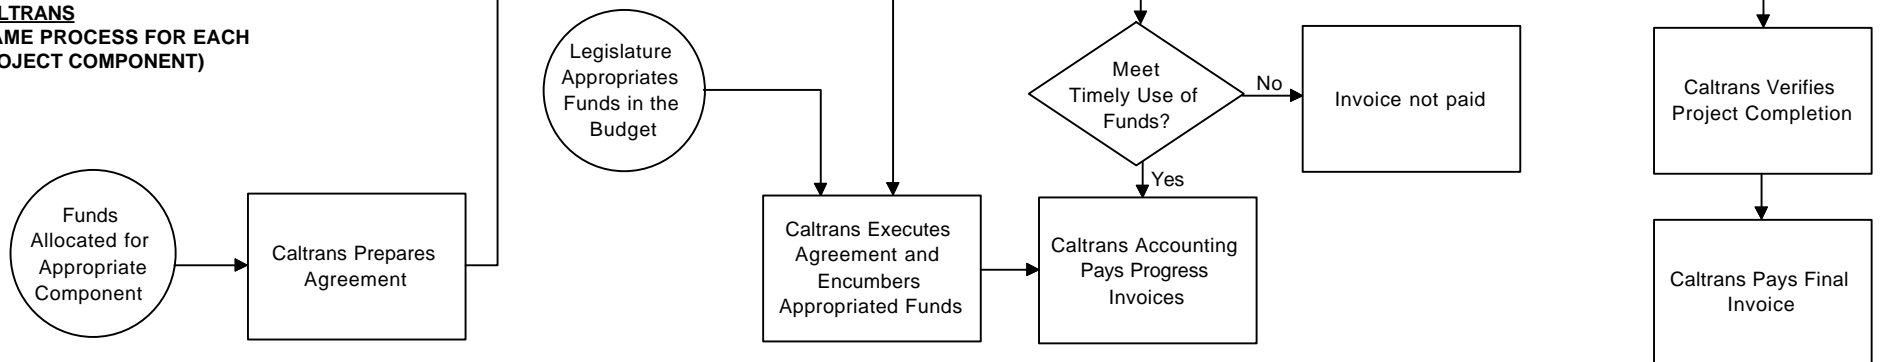 LTRANS
AME PROCESS FOR EACH
OJECT COMPONENT)
Legislature
Appropriates
Funds in the
Budget
Meet
Timely Use of
Funds?
No
Invoice not paid
Caltrans Verifies
Project Completion
Yes
Funds
Allocated for
Appropriate
Component
Caltrans Prepares
Agreement
Caltrans Executes
Agreement and
Encumbers
Appropriated Funds
Caltrans Accounting
Pays Progress
Invoices
Caltrans Pays Final
Invoice